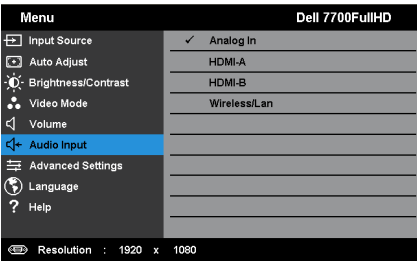 Menu Dell 7700FullHD
Input Source ✓ Analog In
Auto Adjust HDMI-A
Brightness/Contrast HDMI-B
Video Mode Wireless/Lan
Volume
Audio Input
Advanced Settings
Language
? Help
Resolution : 1920 x 1080